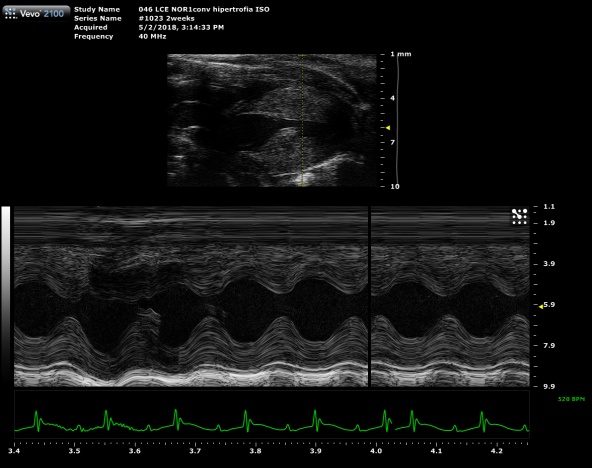 Vevo 2100
Study Name 046 LCE NOR1conv hipertrofia ISO
Series Name #1023 2weeks
Acquired 5/2/2018, 3:14:33 PM
Frequency 40 MHz
1 mm
4
7
10
1.1
1.9
3.9
5.9
7.9
9.9
520 BPM
3.4 3.5 3.6 3.7 3.8 3.9 4.0 4.1 4.2